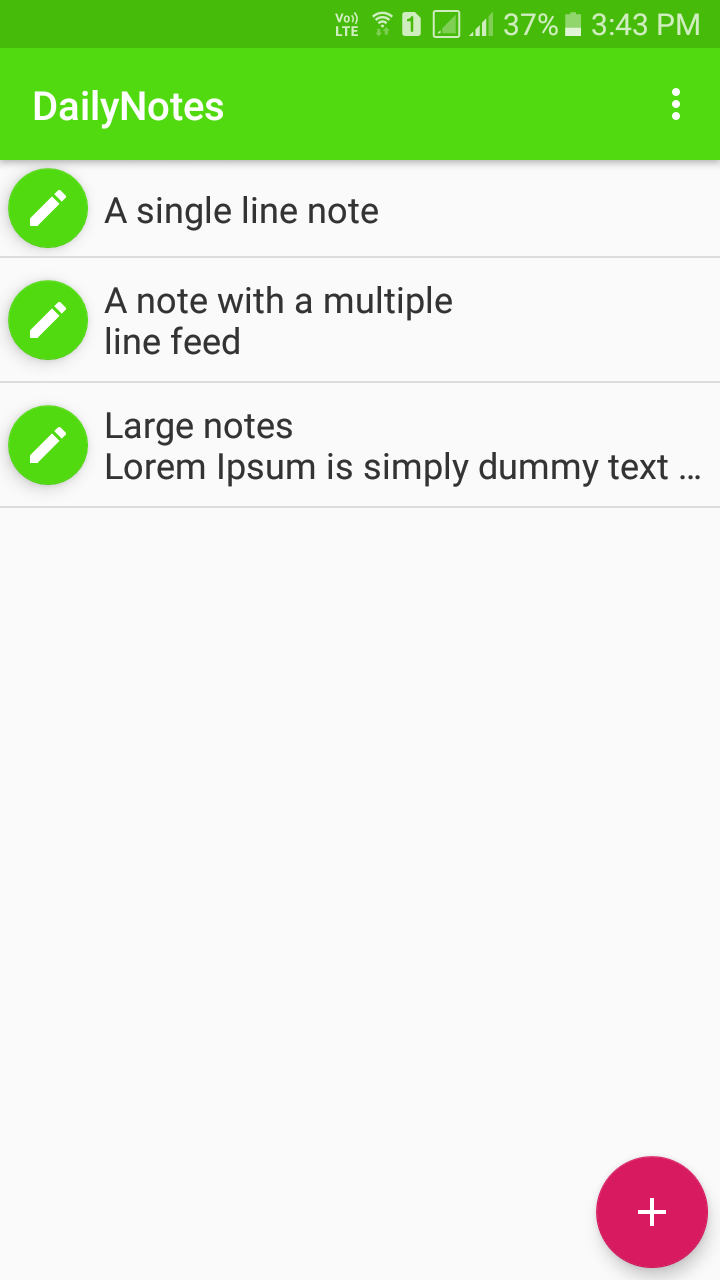 Vo)) LTE 1 37% 3:43 PM
DailyNotes
A single line note
A note with a multiple
line feed
Large notes
Lorem Ipsum is simply dummy text ...